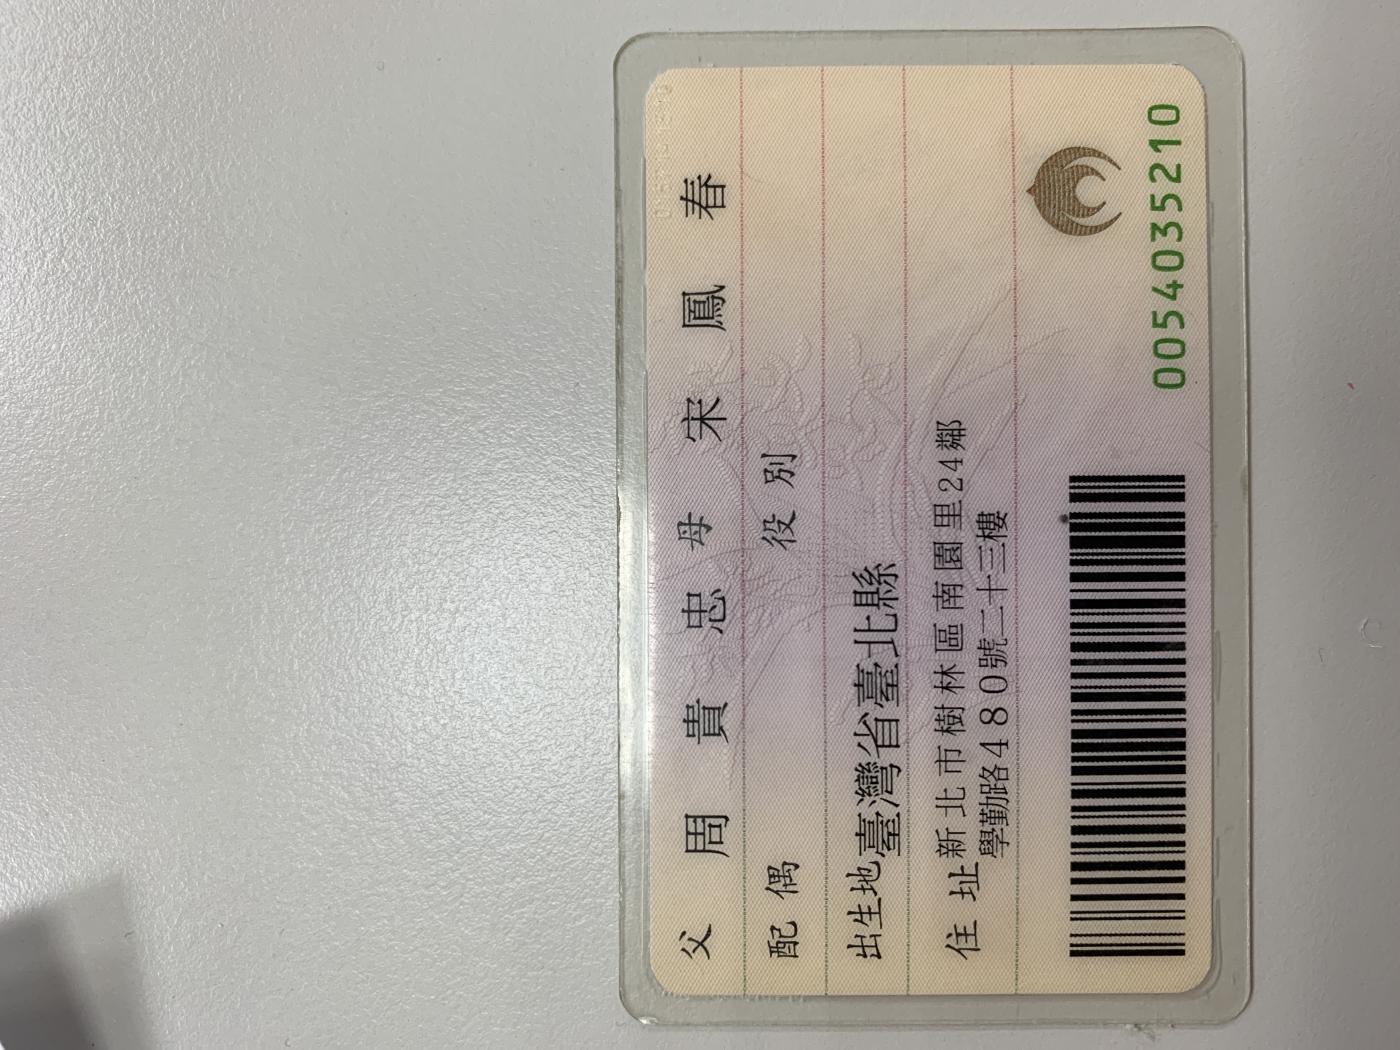 父 周貴忠 母 宋鳳春
配偶 役別
出生地 臺灣省臺北縣
住址 新北市樹林區南園里24鄰
學勤路480號二十三樓
0054035210